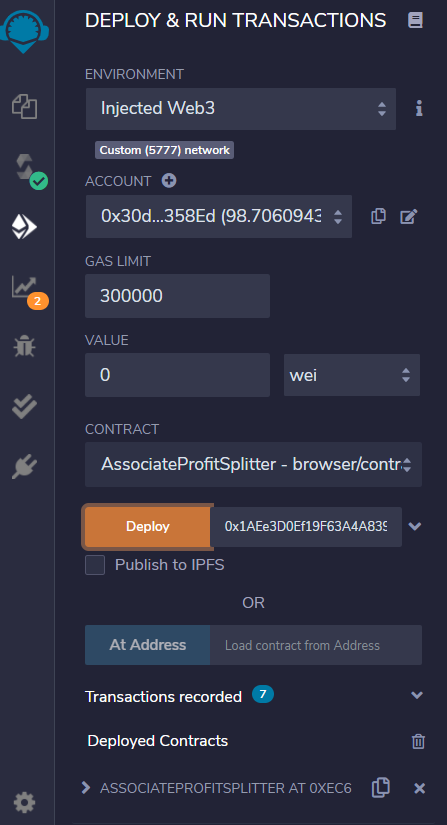 DEPLOY & RUN TRANSACTIONS
ENVIRONMENT
Injected Web3
Custom (5777) network
ACCOUNT
0x30d...358Ed (98.7060943
GAS LIMIT
300000
VALUE
0 wei
CONTRACT
AssociateProfitSplitter - browser/contra
Deploy 0x1AEe3D0Ef19F63A4A839
Publish to IPFS
OR
At Address Load contract from Address
2
Transactions recorded 7
Deployed Contracts
ASSOCIATEPROFITSPLITTER AT 0XEC6